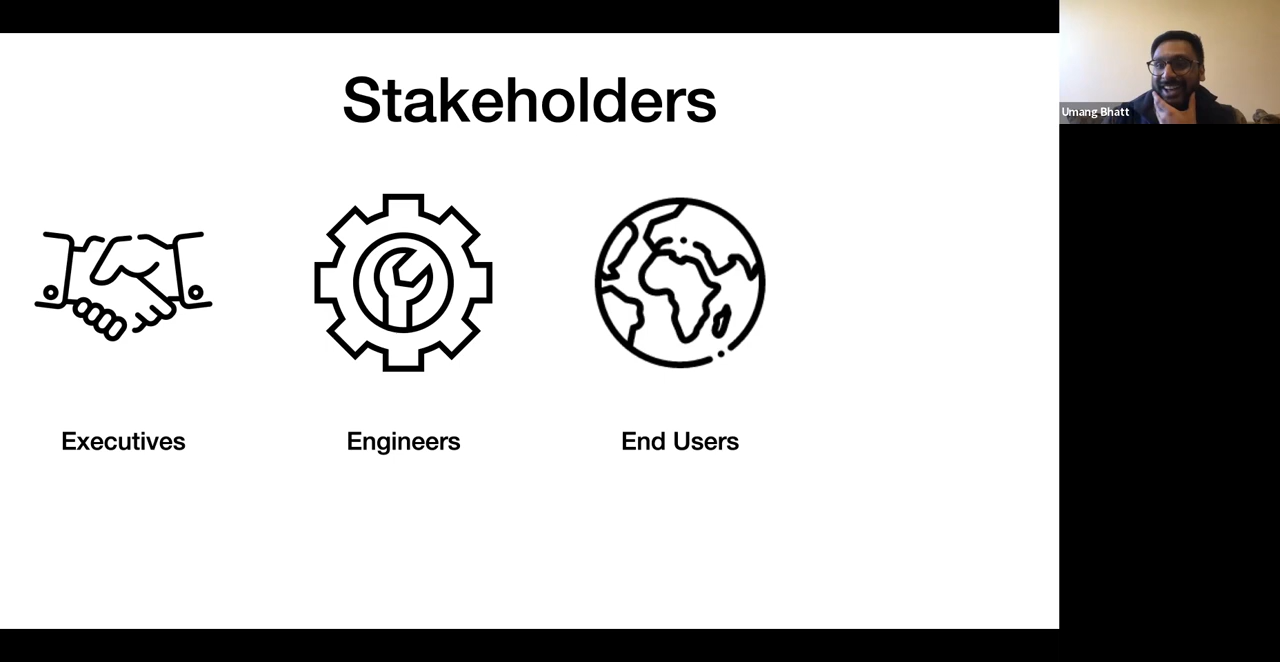 Stakeholders
Umang Bhatt
Executives
Engineers
End Users